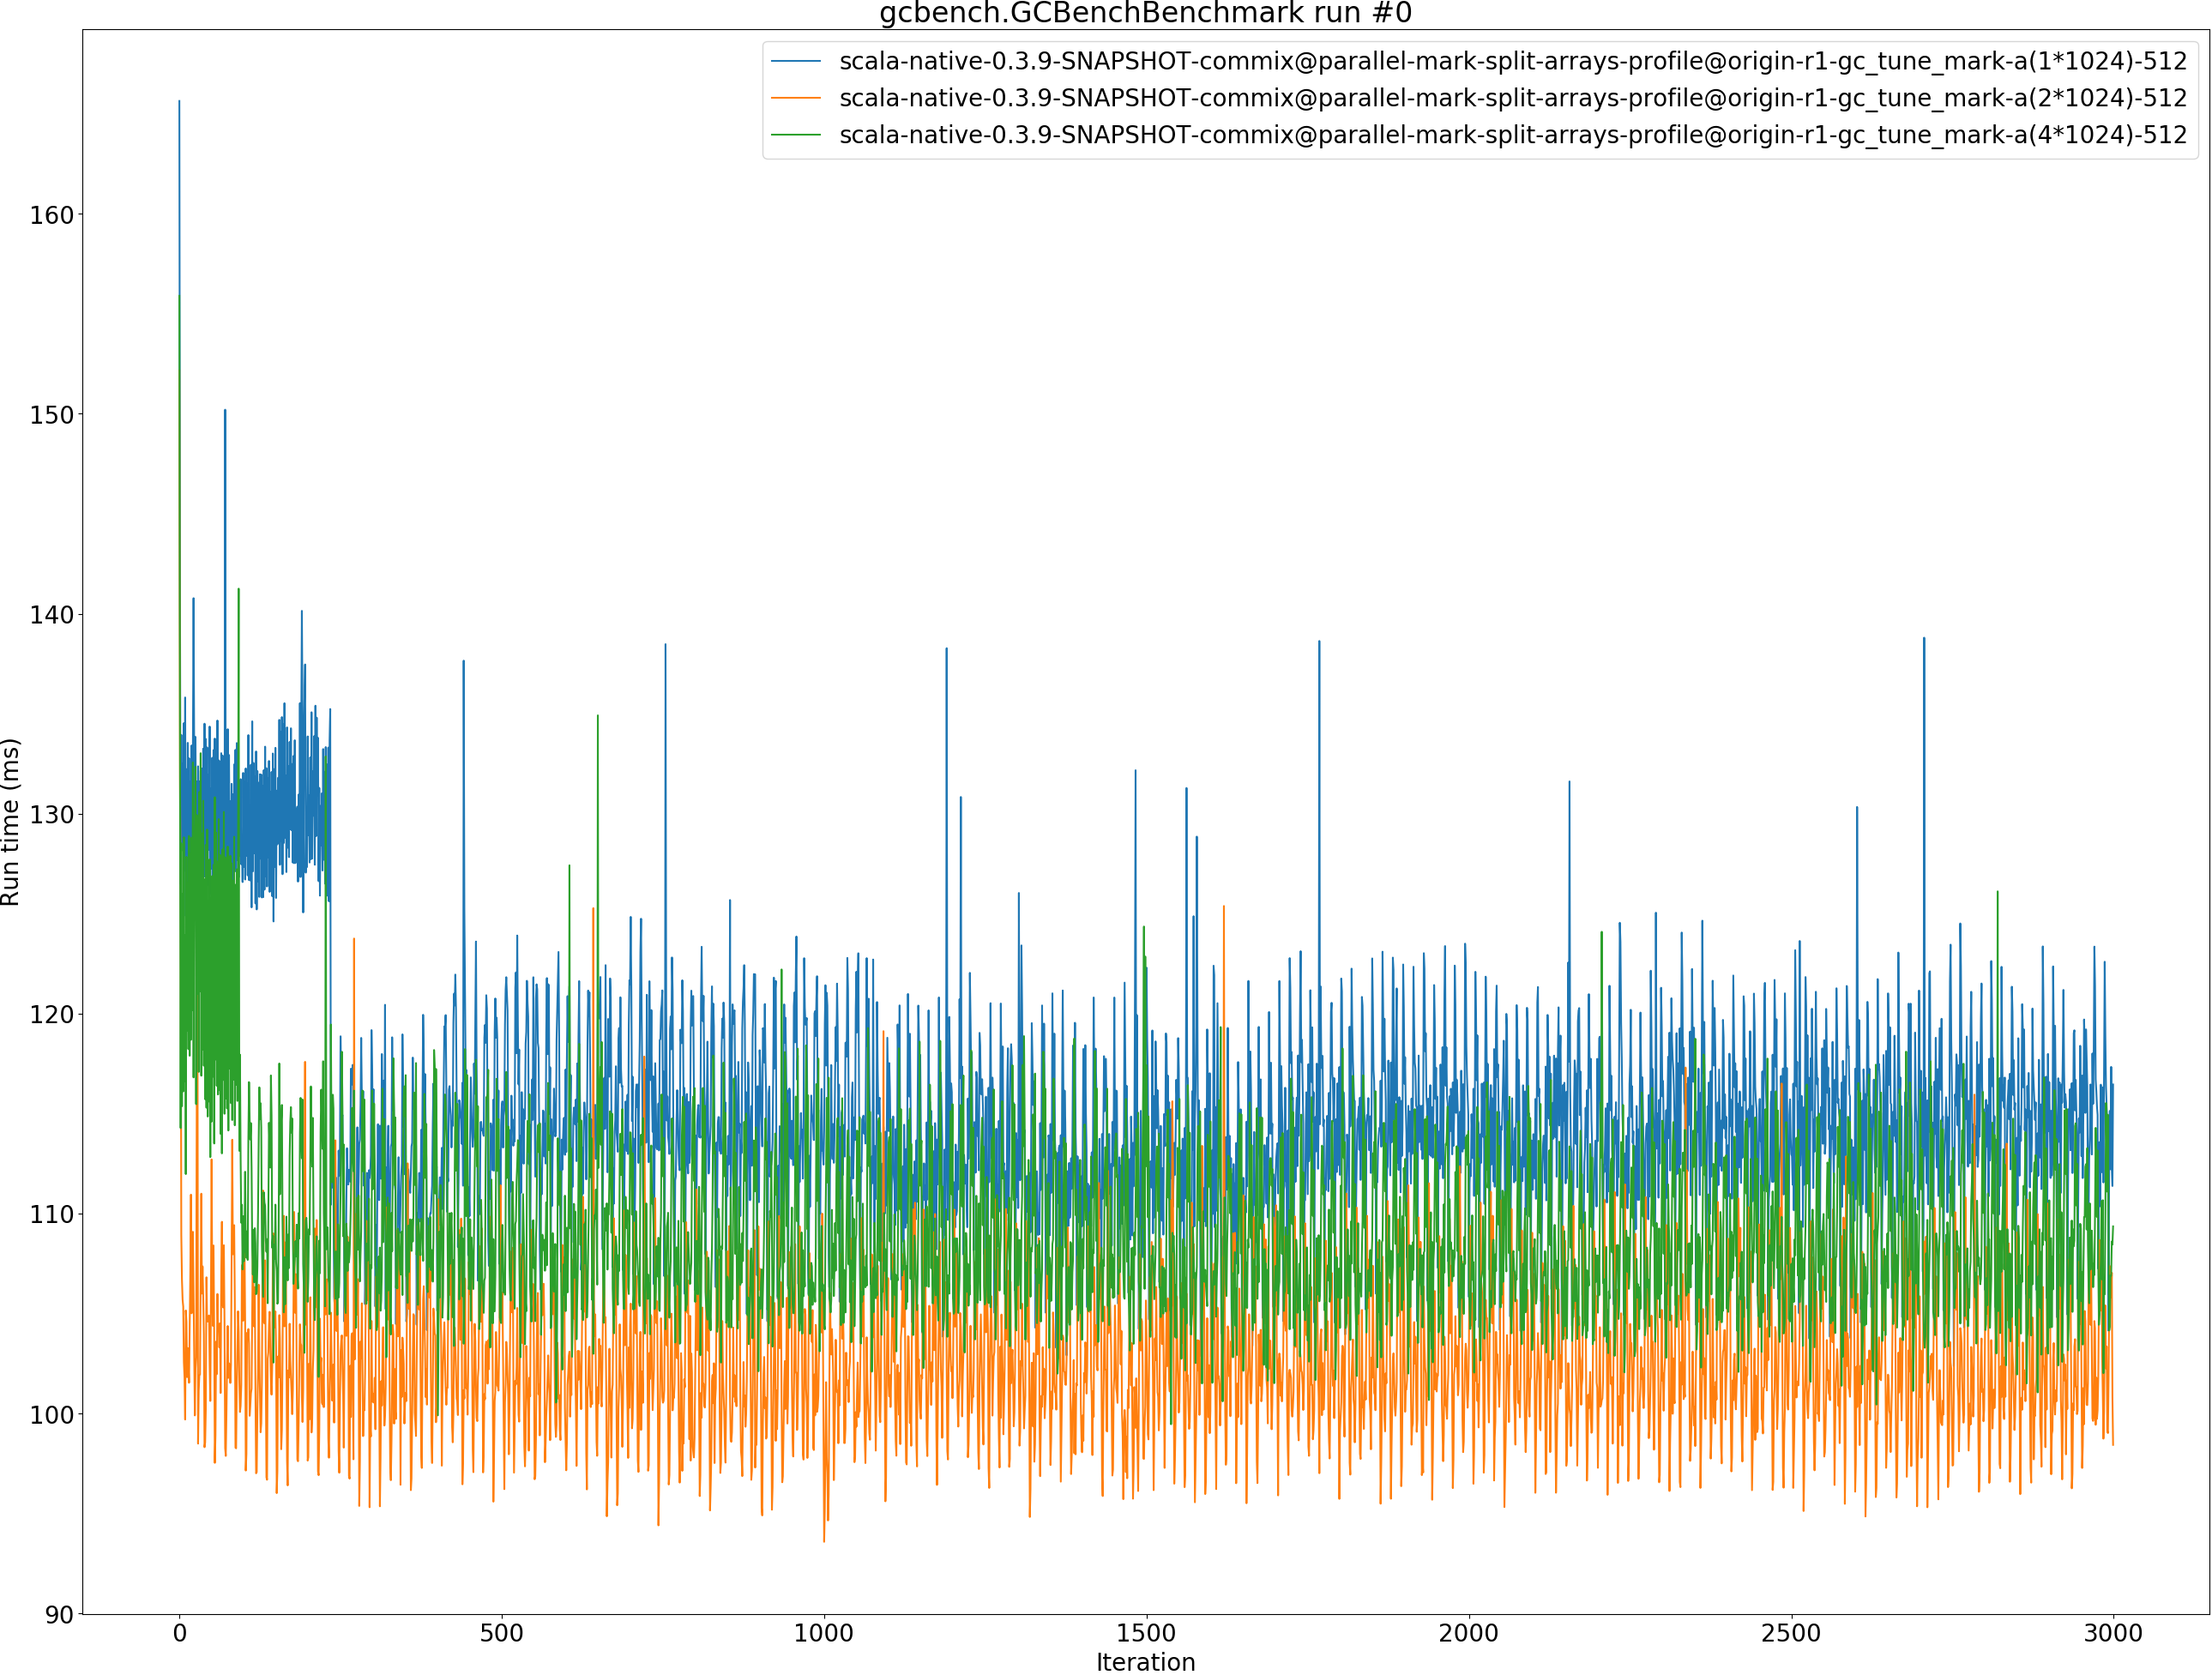 gcbench.GCBenchBenchmark run #0
scala-native-0.3.9-SNAPSHOT-commix@parallel-mark-split-arrays-profile@origin-r1-gc_tune_mark-a(1*1024)-512
scala-native-0.3.9-SNAPSHOT-commix@parallel-mark-split-arrays-profile@origin-r1-gc_tune_mark-a(2*1024)-512
scala-native-0.3.9-SNAPSHOT-commix@parallel-mark-split-arrays-profile@origin-r1-gc_tune_mark-a(4*1024)-512
160
150
140
130
120
110
100
90
Run time (ms)
0 500 1000 1500 2000 2500 3000
Iteration